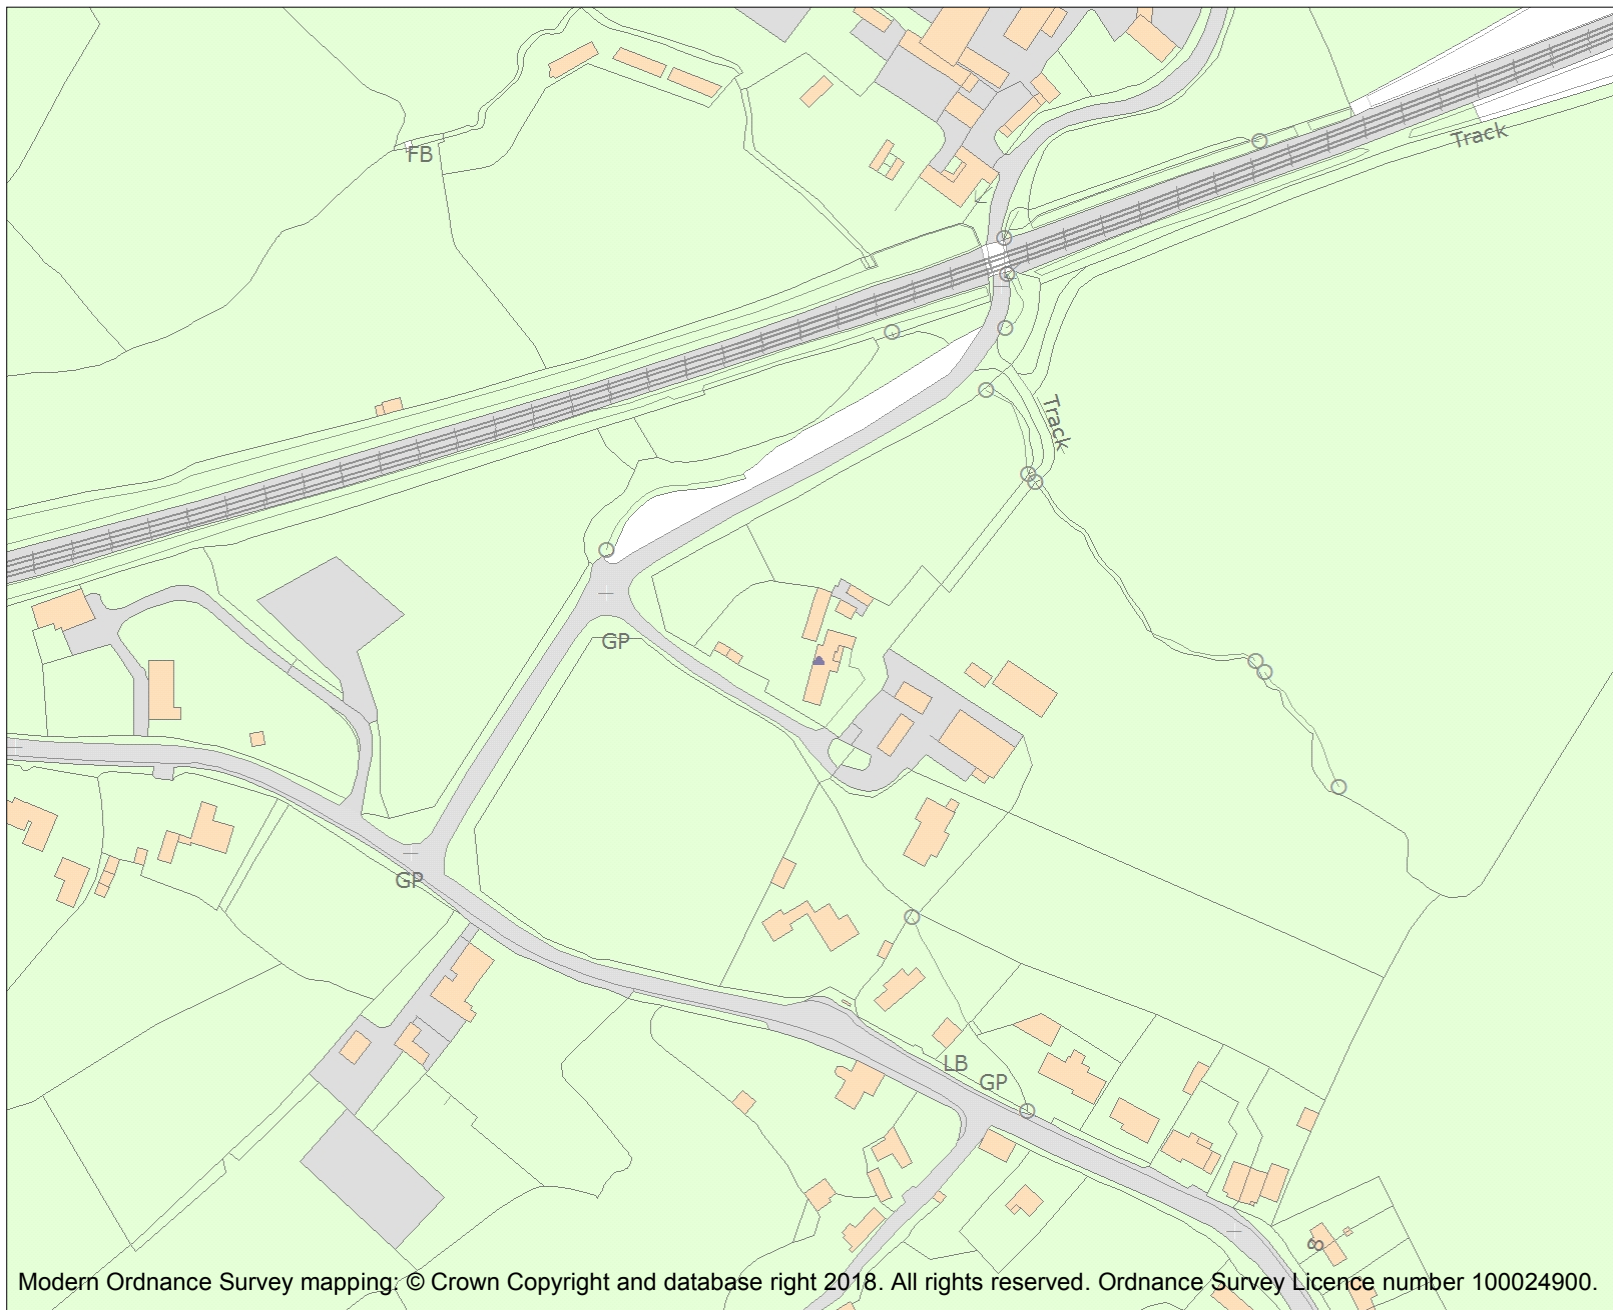 Track
FB
Track
GP
GP
LB
GP
8
Modern Ordnance Survey mapping: © Crown Copyright and database right 2018. All rights reserved. Ordnance Survey Licence number 100024900.